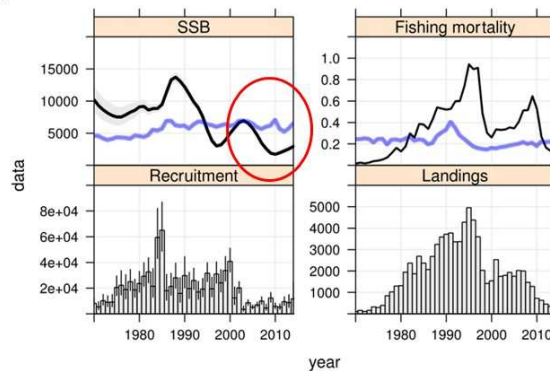 SSB
Fishing mortality
15000
10000
5000
1.0
0.8
0.6
0.4
0.2
data
Recruitment
Landings
8e+04
6e+04
4e+04
2e+04
5000
4000
3000
2000
1000
1980 1990 2000 2010
1980 1990 2000 2010
year